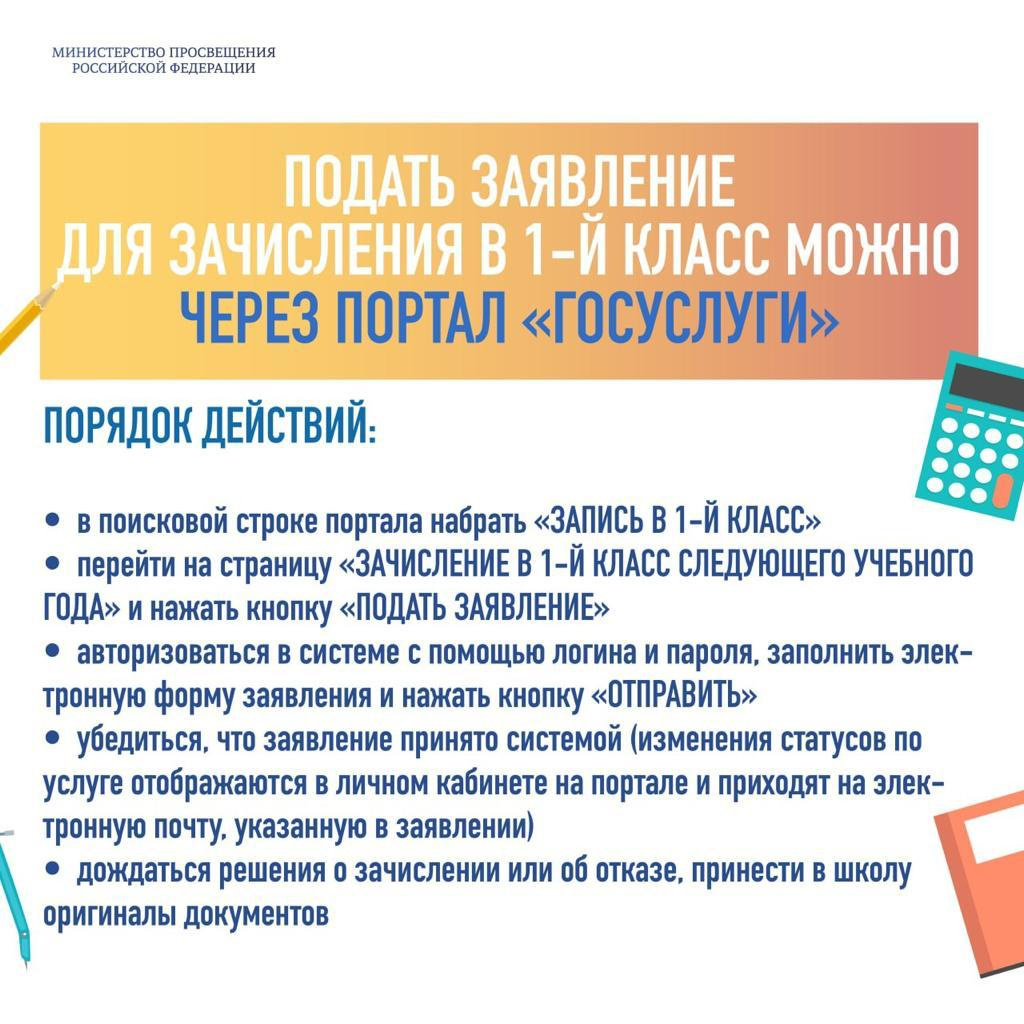 МИНИСТЕРСТВО ПРОСВЕЩЕНИЯ
РОССИЙСКОЙ ФЕДЕРАЦИИ
ПОДАТЬ ЗАЯВЛЕНИЕ
ДЛЯ ЗАЧИСЛЕНИЯ В 1-Й КЛАСС МОЖНО
ЧЕРЕЗ ПОРТАЛ «ГОСУСЛУГИ»
ПОРЯДОК ДЕЙСТВИЙ:
• в поисковой строке портала набрать «ЗАПИСЬ В 1-Й КЛАСС»
• перейти на страницу «ЗАЧИСЛЕНИЕ В 1-Й КЛАСС СЛЕДУЮЩЕГО УЧЕБНОГО
ГОДА» и нажать кнопку «ПОДАТЬ ЗАЯВЛЕНИЕ»
• авторизоваться в системе с помощью логина и пароля, заполнить элек-
тронную форму заявления и нажать кнопку «ОТПРАВИТЬ»
• убедиться, что заявление принято системой (изменения статусов по
услуге отображаются в личном кабинете на портале и приходят на элек-
тронную почту, указанную в заявлении)
• дождаться решения о зачислении или об отказе, принести в школу
оригиналы документов